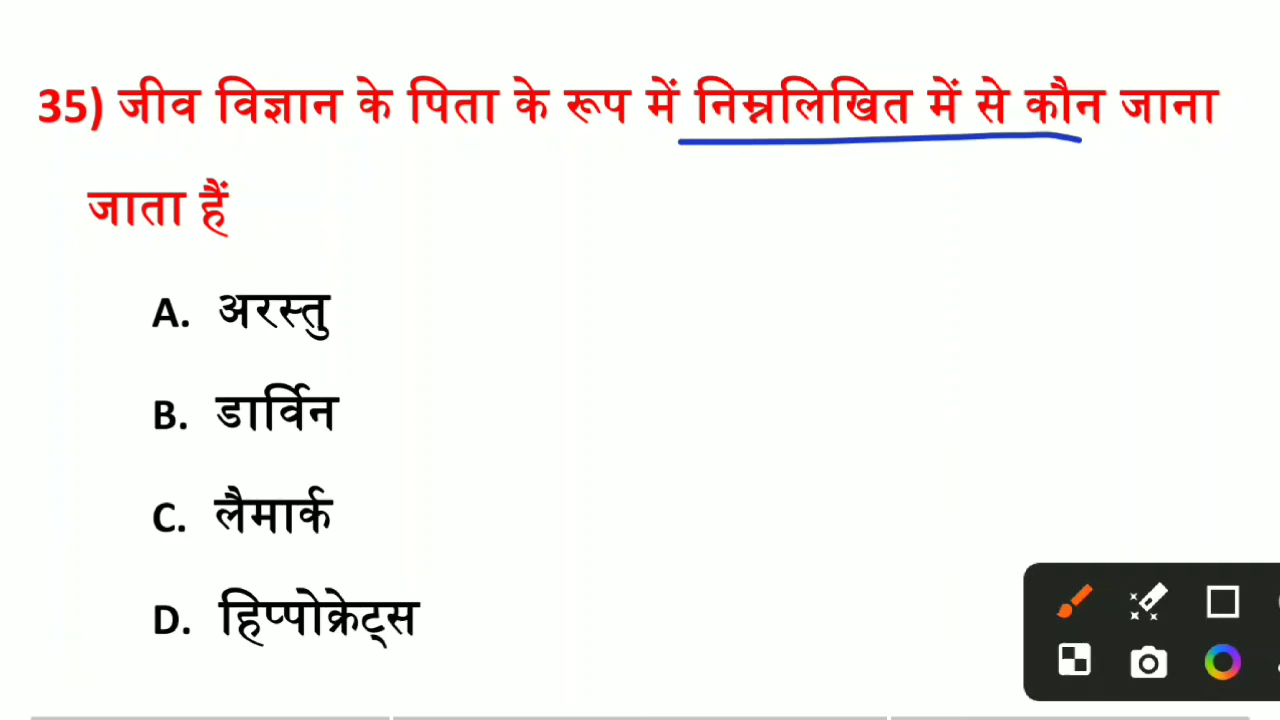 35) जीव विज्ञान के पिता के रूप में निम्नलिखित में से कौन जाना
जाता हैं
A. अरस्तु
B. डार्विन
C. लैमार्क
D. हिप्पोक्रेट्स